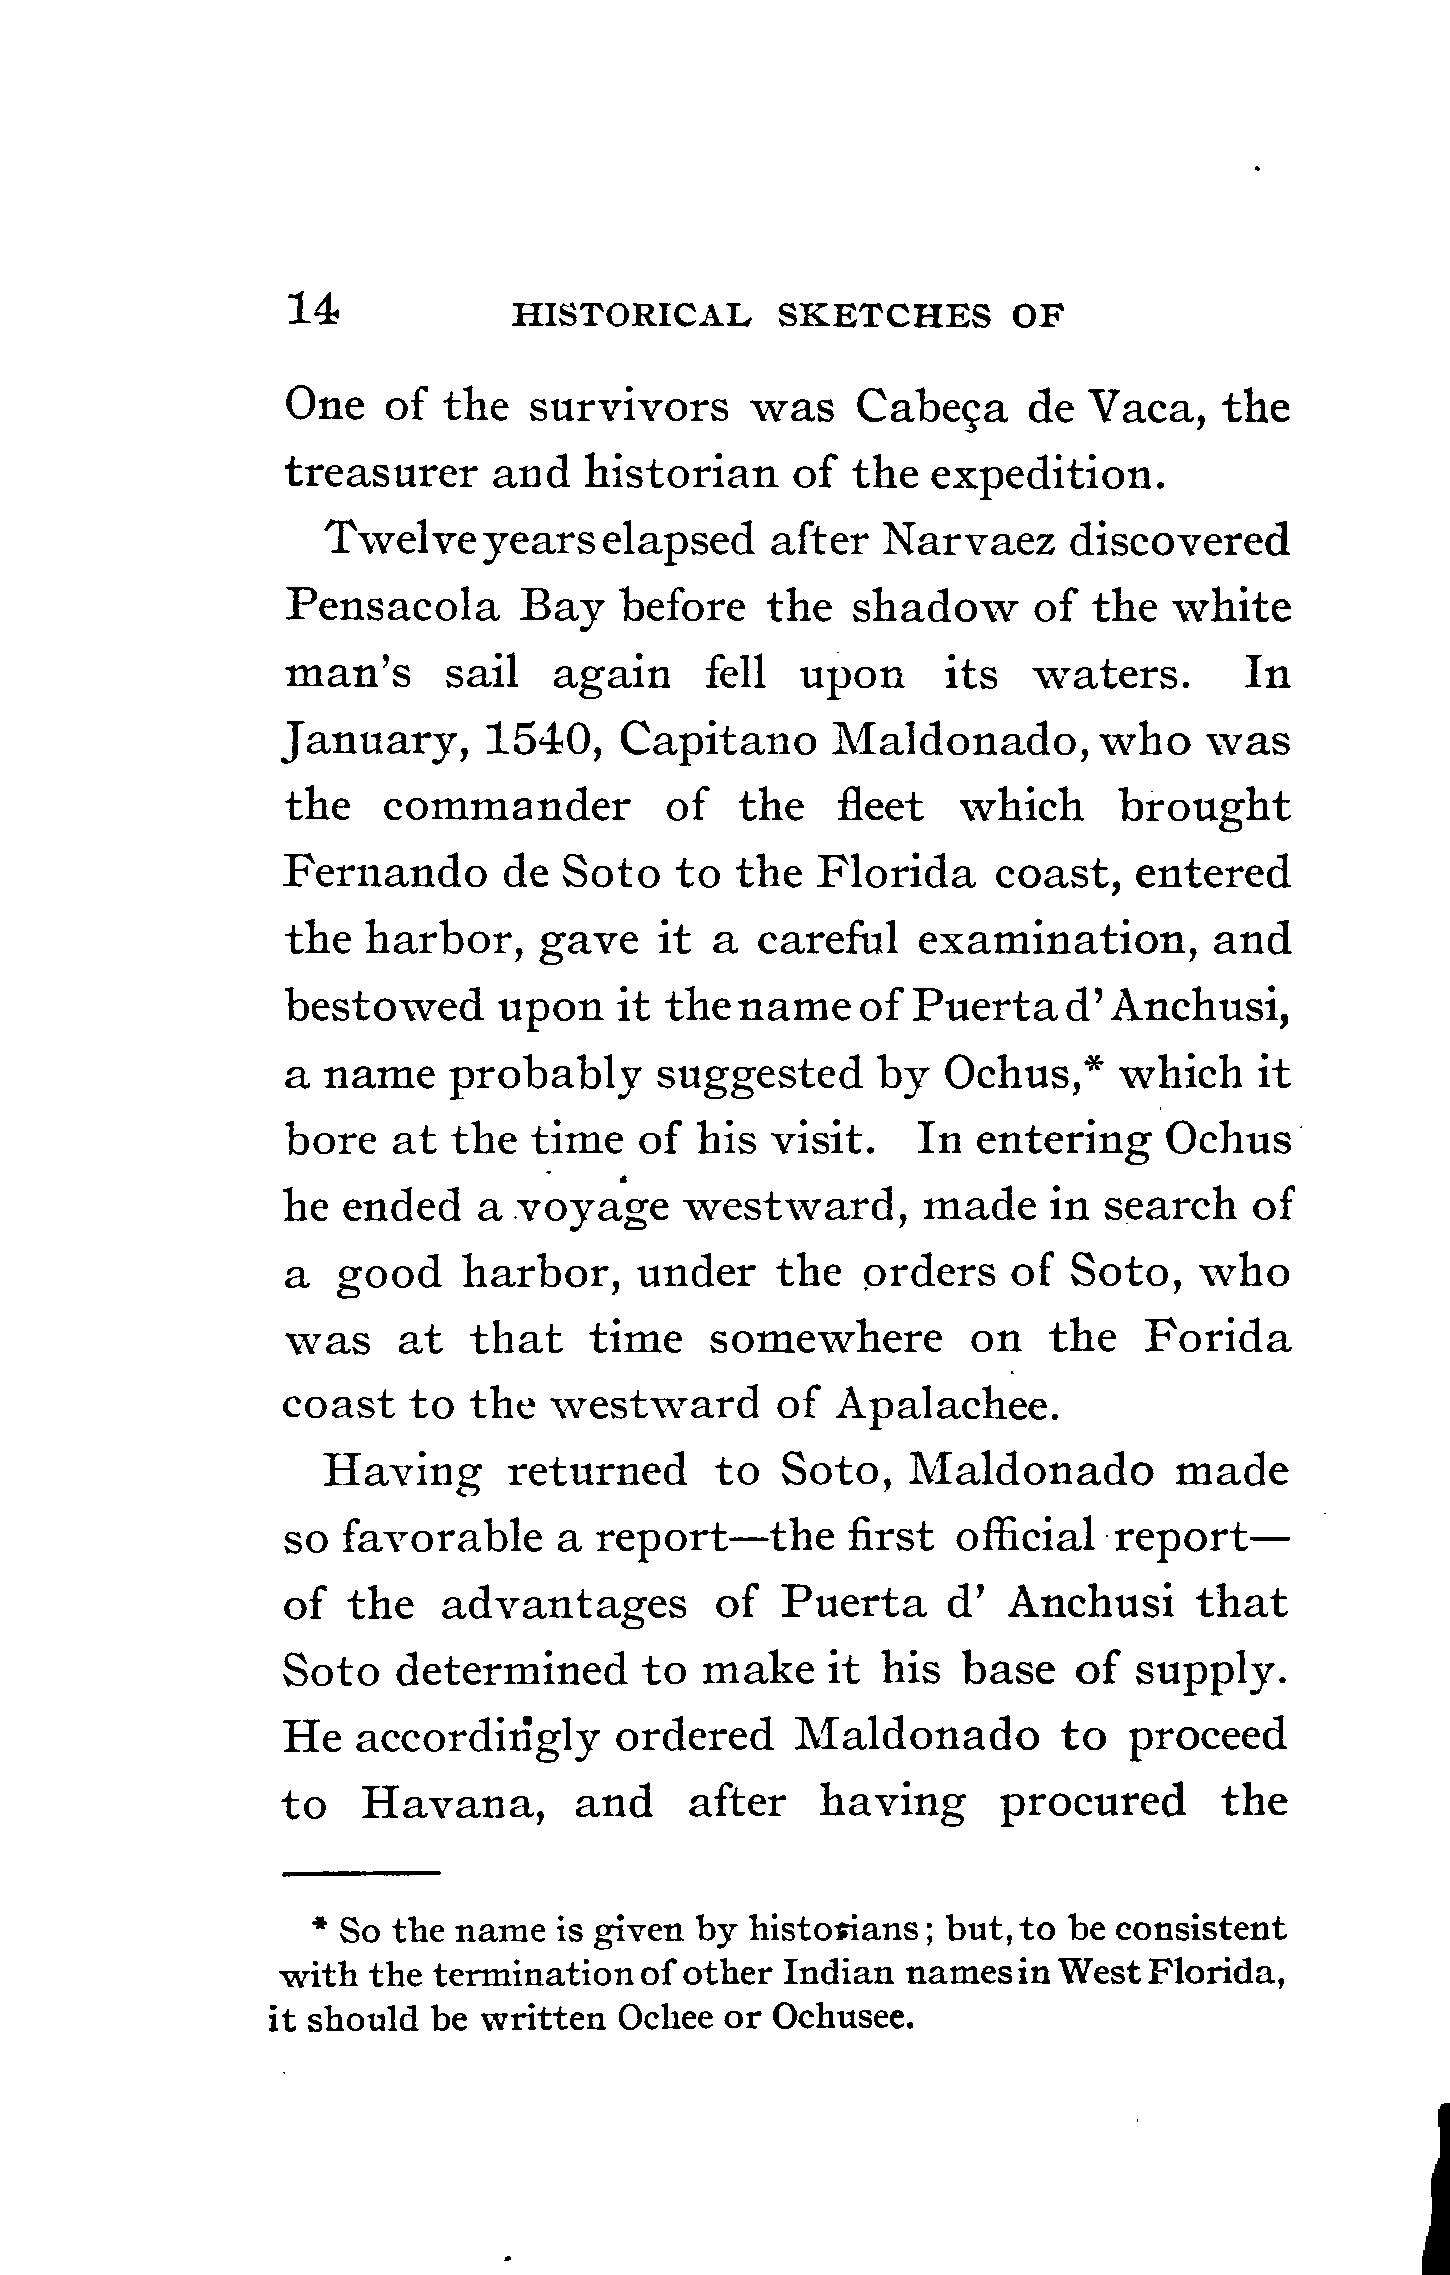 14 HISTORICAL SKETCHES OF
One of the survivors was Cabeça de Vaca, the
treasurer and historian of the expedition.
Twelve years elapsed after Narvaez discovered
Pensacola Bay before the shadow of the white
man's sail again fell upon its waters. In
January, 1540, Capitano Maldonado, who was
the commander of the fleet which brought
Fernando de Soto to the Florida coast, entered
the harbor, gave it a careful examination, and
bestowed upon it the name of Puerta d' Anchusi,
a name probably suggested by Ochus,* which it
bore at the time of his visit. In entering Ochus
he ended a voyage westward, made in search of
a good harbor, under the orders of Soto, who
was at that time somewhere on the Forida
coast to the westward of Apalachee.
Having returned to Soto, Maldonado made
so favorable a report—the first official report—
of the advantages of Puerta d' Anchusi that
Soto determined to make it his base of supply.
He accordingly ordered Maldonado to proceed
to Havana, and after having procured the
* So the name is given by historians; but, to be consistent
with the termination of other Indian names in West Florida,
it should be written Ochee or Ochusee.